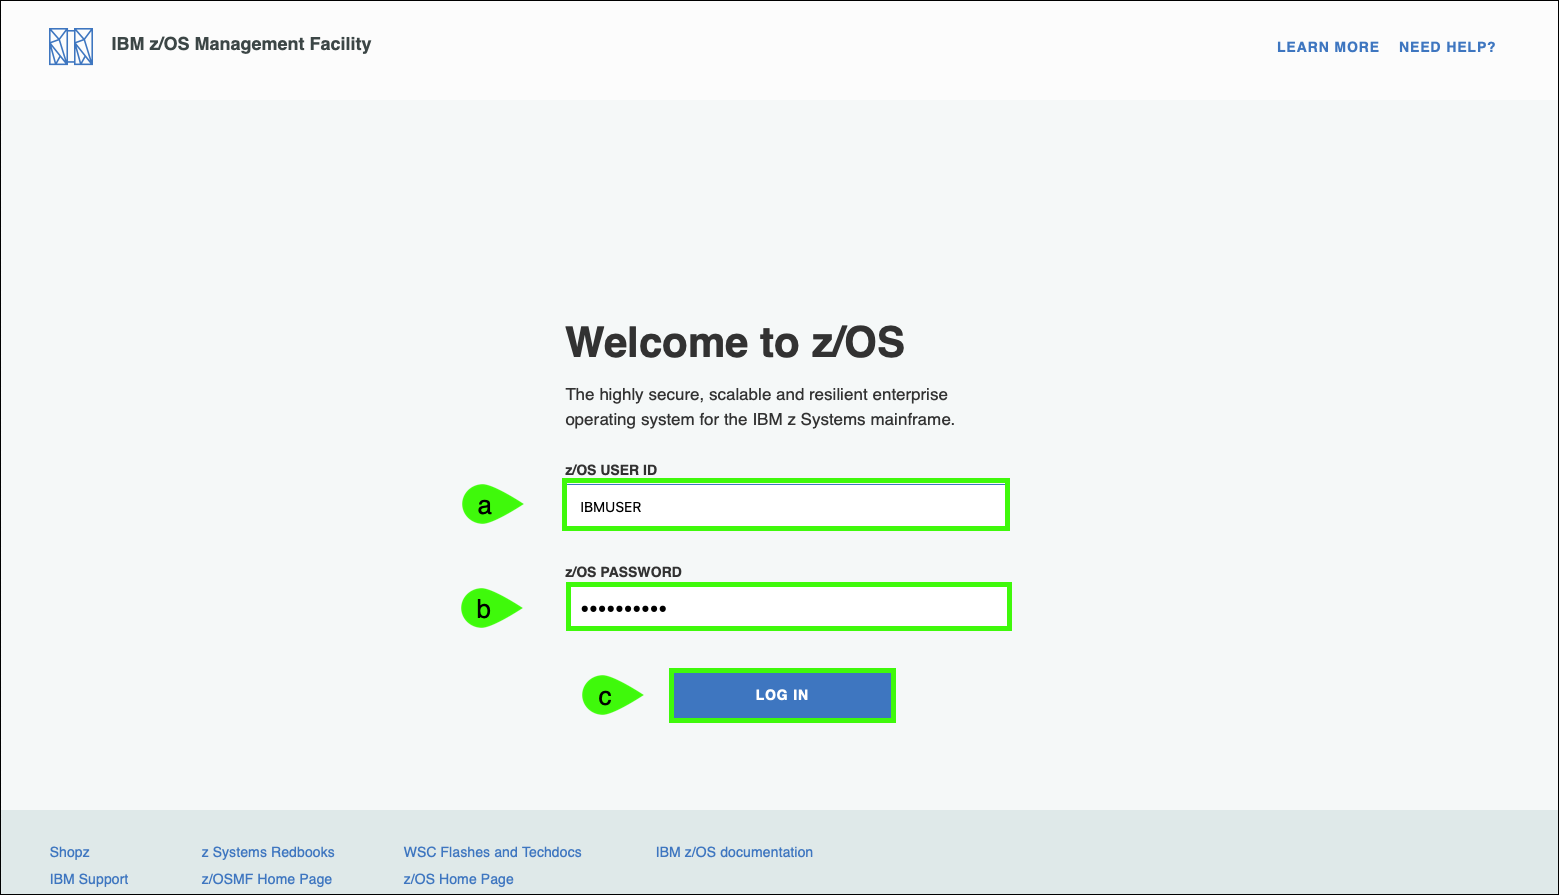 IBM z/OS Management Facility
LEARN MORE NEED HELP?
Welcome to z/OS
The highly secure, scalable and resilient enterprise
operating system for the IBM z Systems mainframe.
z/OS USER ID
a IBMUSER
z/OS PASSWORD
b ••••••••••
c LOG IN
Shopz z Systems Redbooks WSC Flashes and Techdocs IBM z/OS documentation
IBM Support z/OSMF Home Page z/OS Home Page